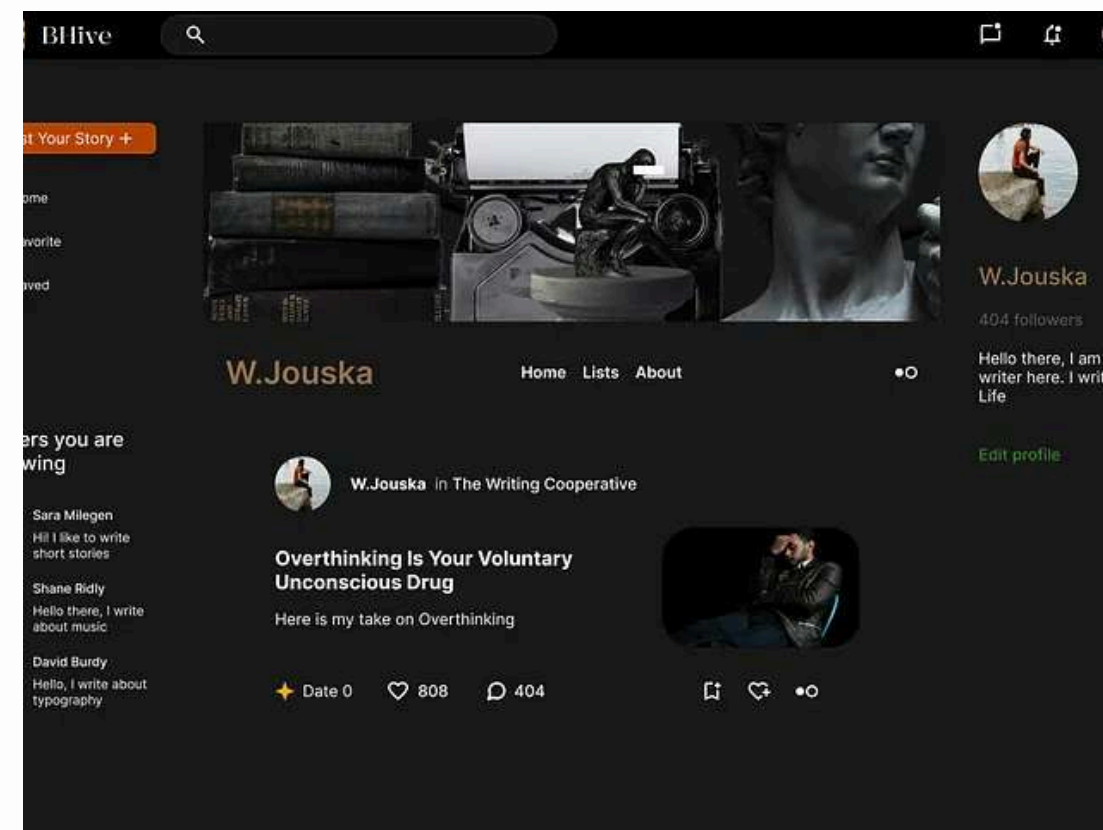 BHive
st Your Story +
ome
avorite
aved
ers you are
wing
Sara Milegen
Hi! I like to write
short stories
Shane Ridly
Hello there, I write
about music
David Burdy
Hello, I write about
typography
W.Jouska
Home Lists About
W.Jouska in The Writing Cooperative
Overthinking Is Your Voluntary
Unconscious Drug
Here is my take on Overthinking
Date 0 808 404
W.Jouska
404 followers
Hello there, I am
writer here. I writ
Life
Edit profile